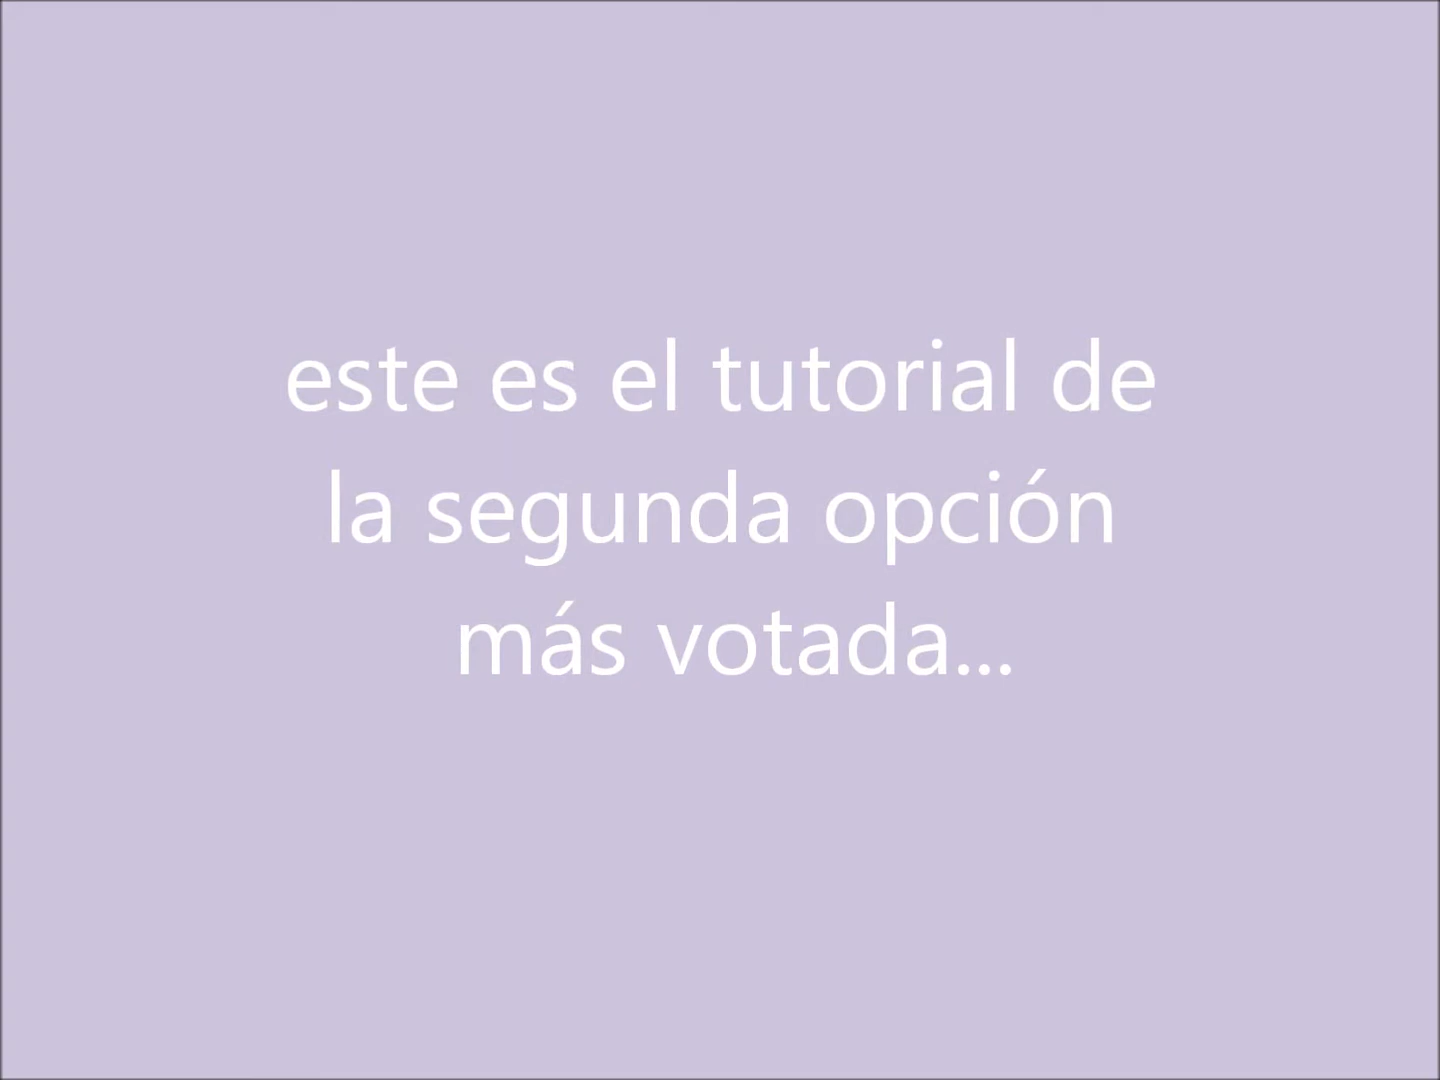 este es el tutorial de
la segunda opción
más votada...